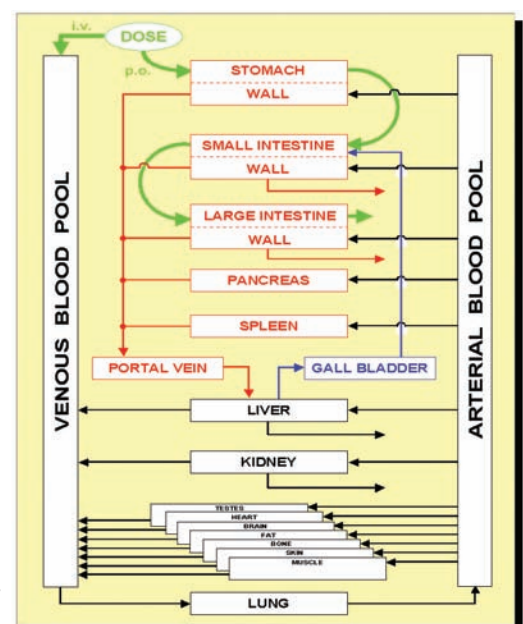 i.v.
DOSE
p.o.
STOMACH
WALL
SMALL INTESTINE
WALL
LARGE INTESTINE
WALL
PANCREAS
SPLEEN
PORTAL VEIN
GALL BLADDER
LIVER
KIDNEY
TESTES
HEART
BRAIN
FAT
BONE
SKIN
MUSCLE
LUNG
VENOUS BLOOD POOL
ARTERIAL BLOOD POOL